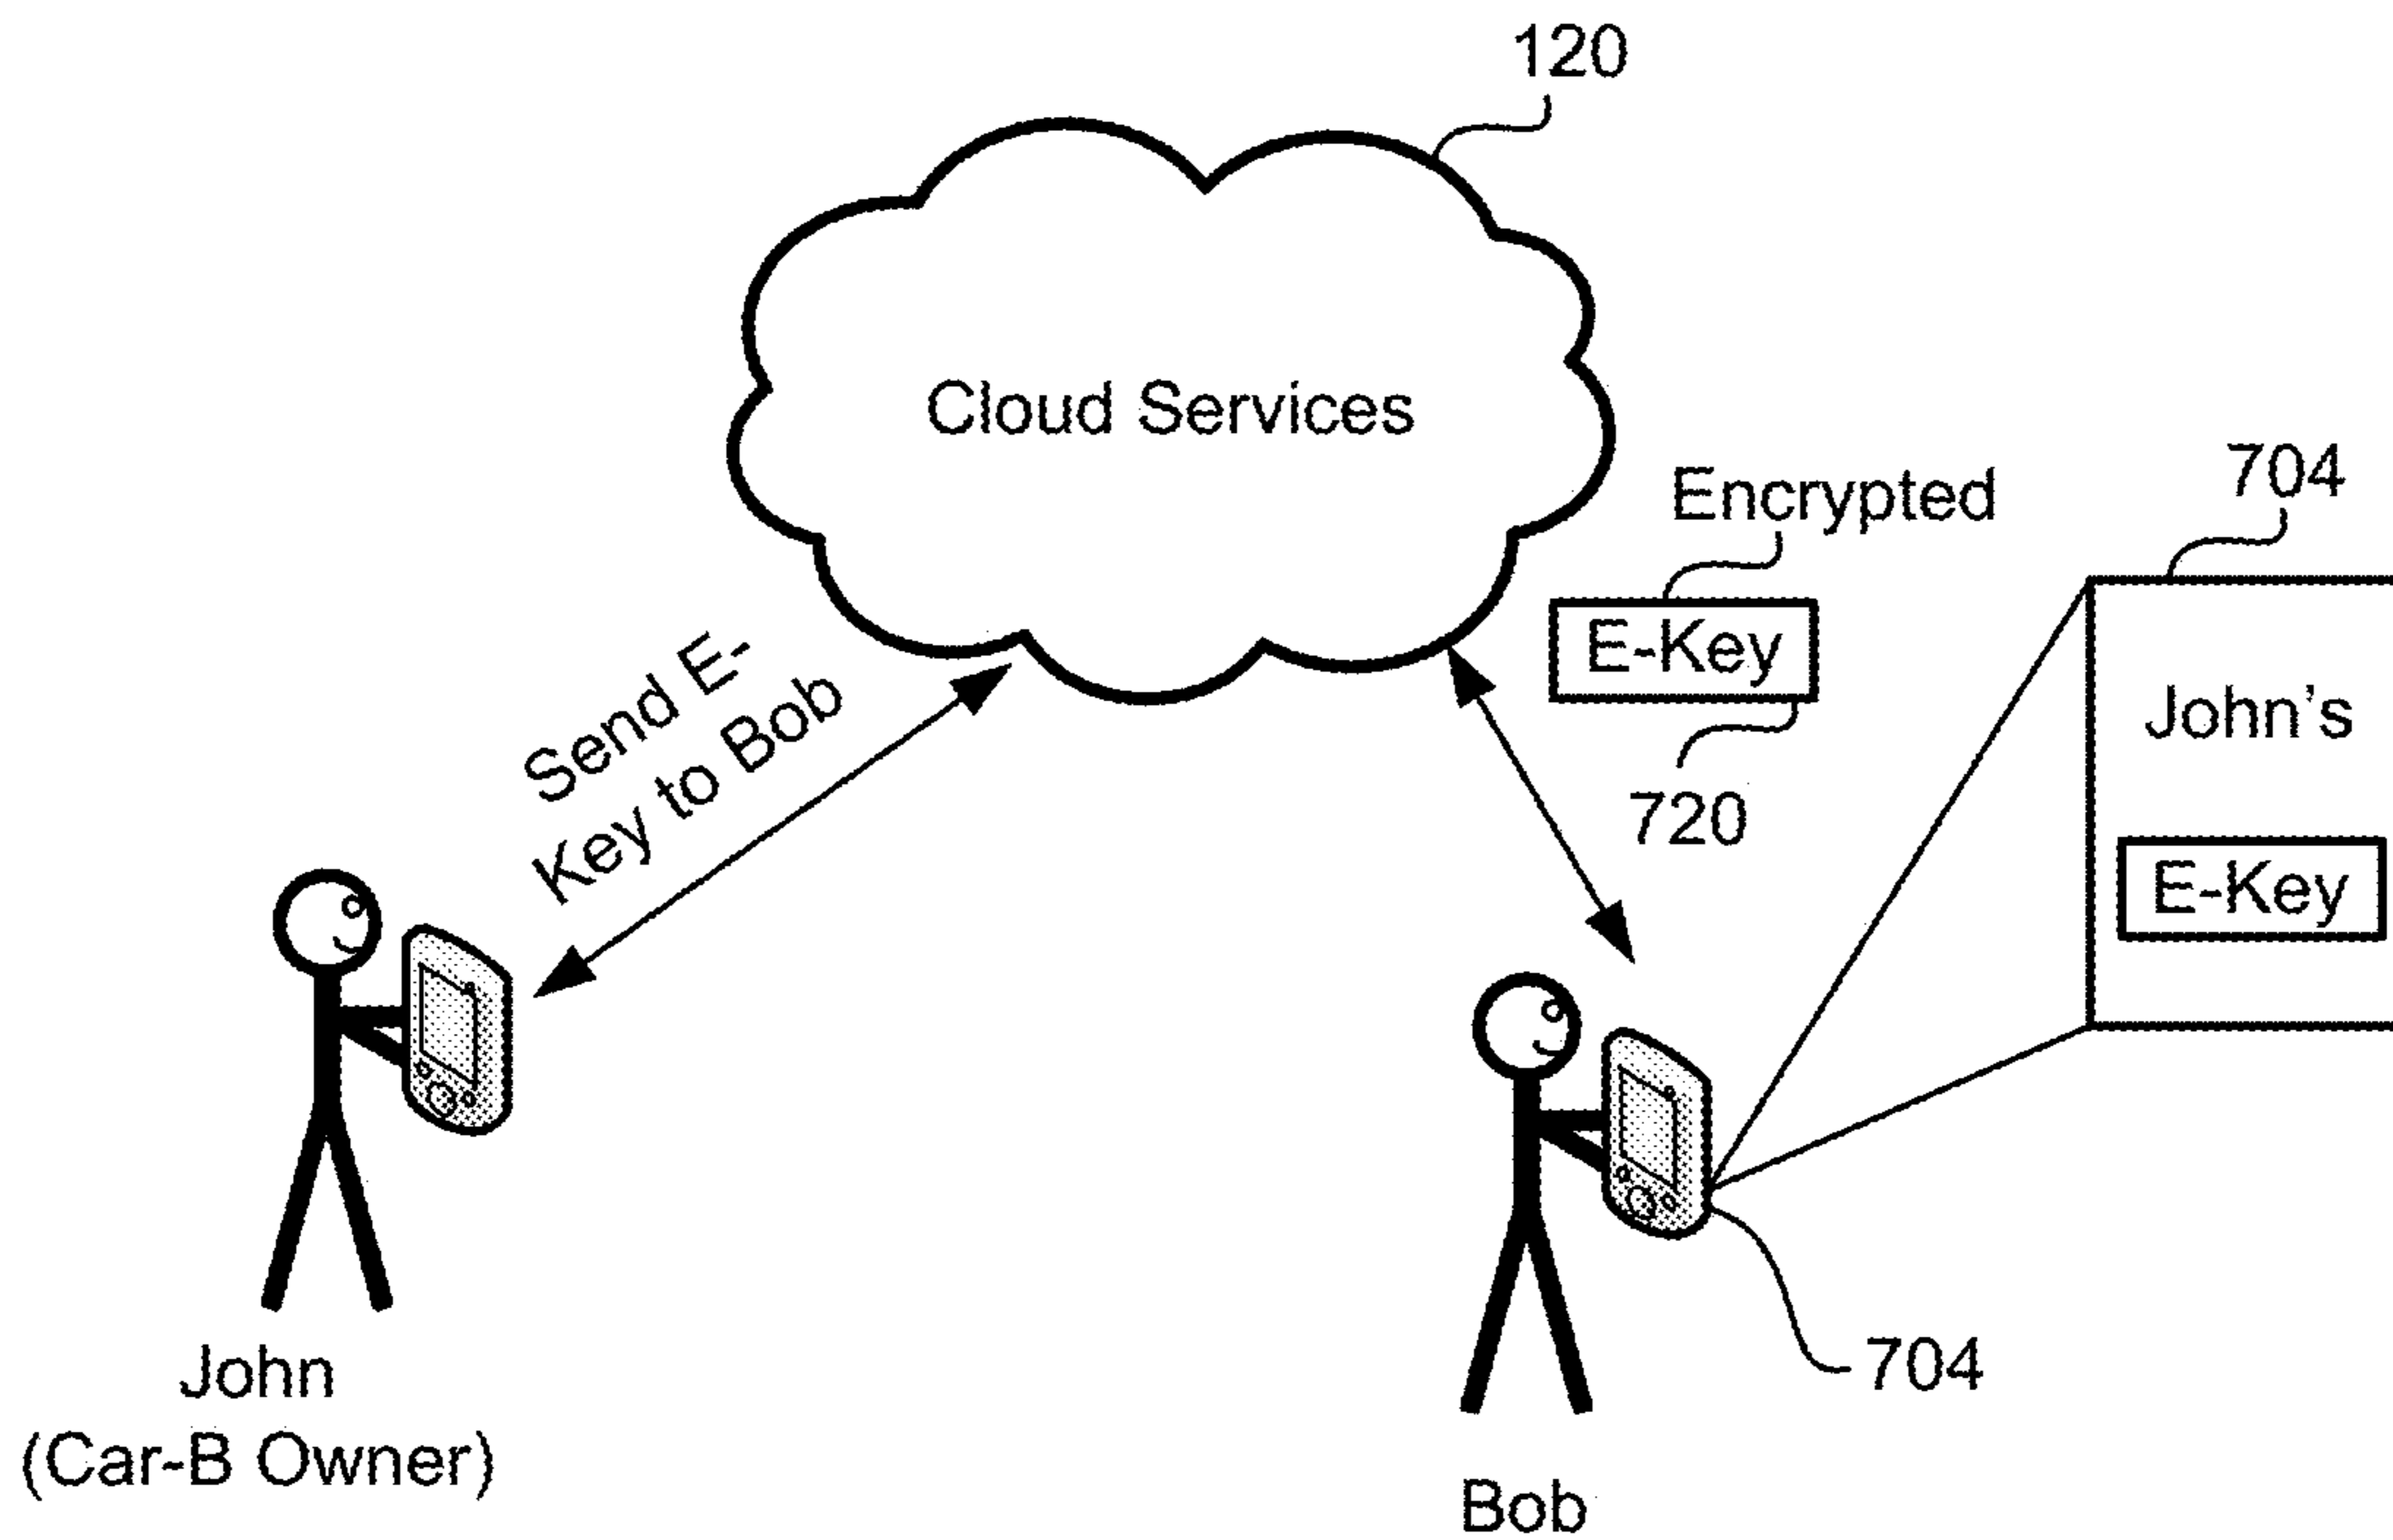 120
Cloud Services
704
Encrypted
E-Key
720
John's
E-Key
Send E-
Key to Bob
704
John
(Car-B Owner)
Bob